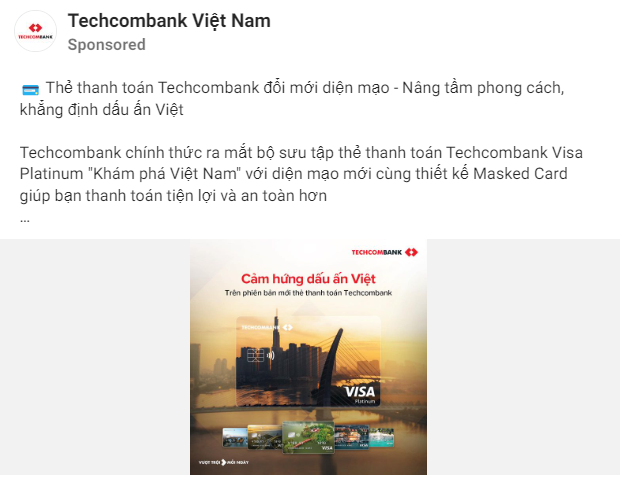 Techcombank Việt Nam
TECHCOMBANK
Sponsored
💳 Thẻ thanh toán Techcombank đổi mới diện mạo - Nâng tầm phong cách,
khẳng định dấu ấn Việt
Techcombank chính thức ra mắt bộ sưu tập thẻ thanh toán Techcombank Visa
Platinum "Khám phá Việt Nam" với diện mạo mới cùng thiết kế Masked Card
giúp bạn thanh toán tiện lợi và an toàn hơn
...
TECHCOMBANK
Cảm hứng dấu ấn Việt
Trên phiên bản mới thẻ thanh toán Techcombank
TECHCOMBANK
VISA
Platinum
VISA
VƯỢT TRỘI MỖI NGÀY